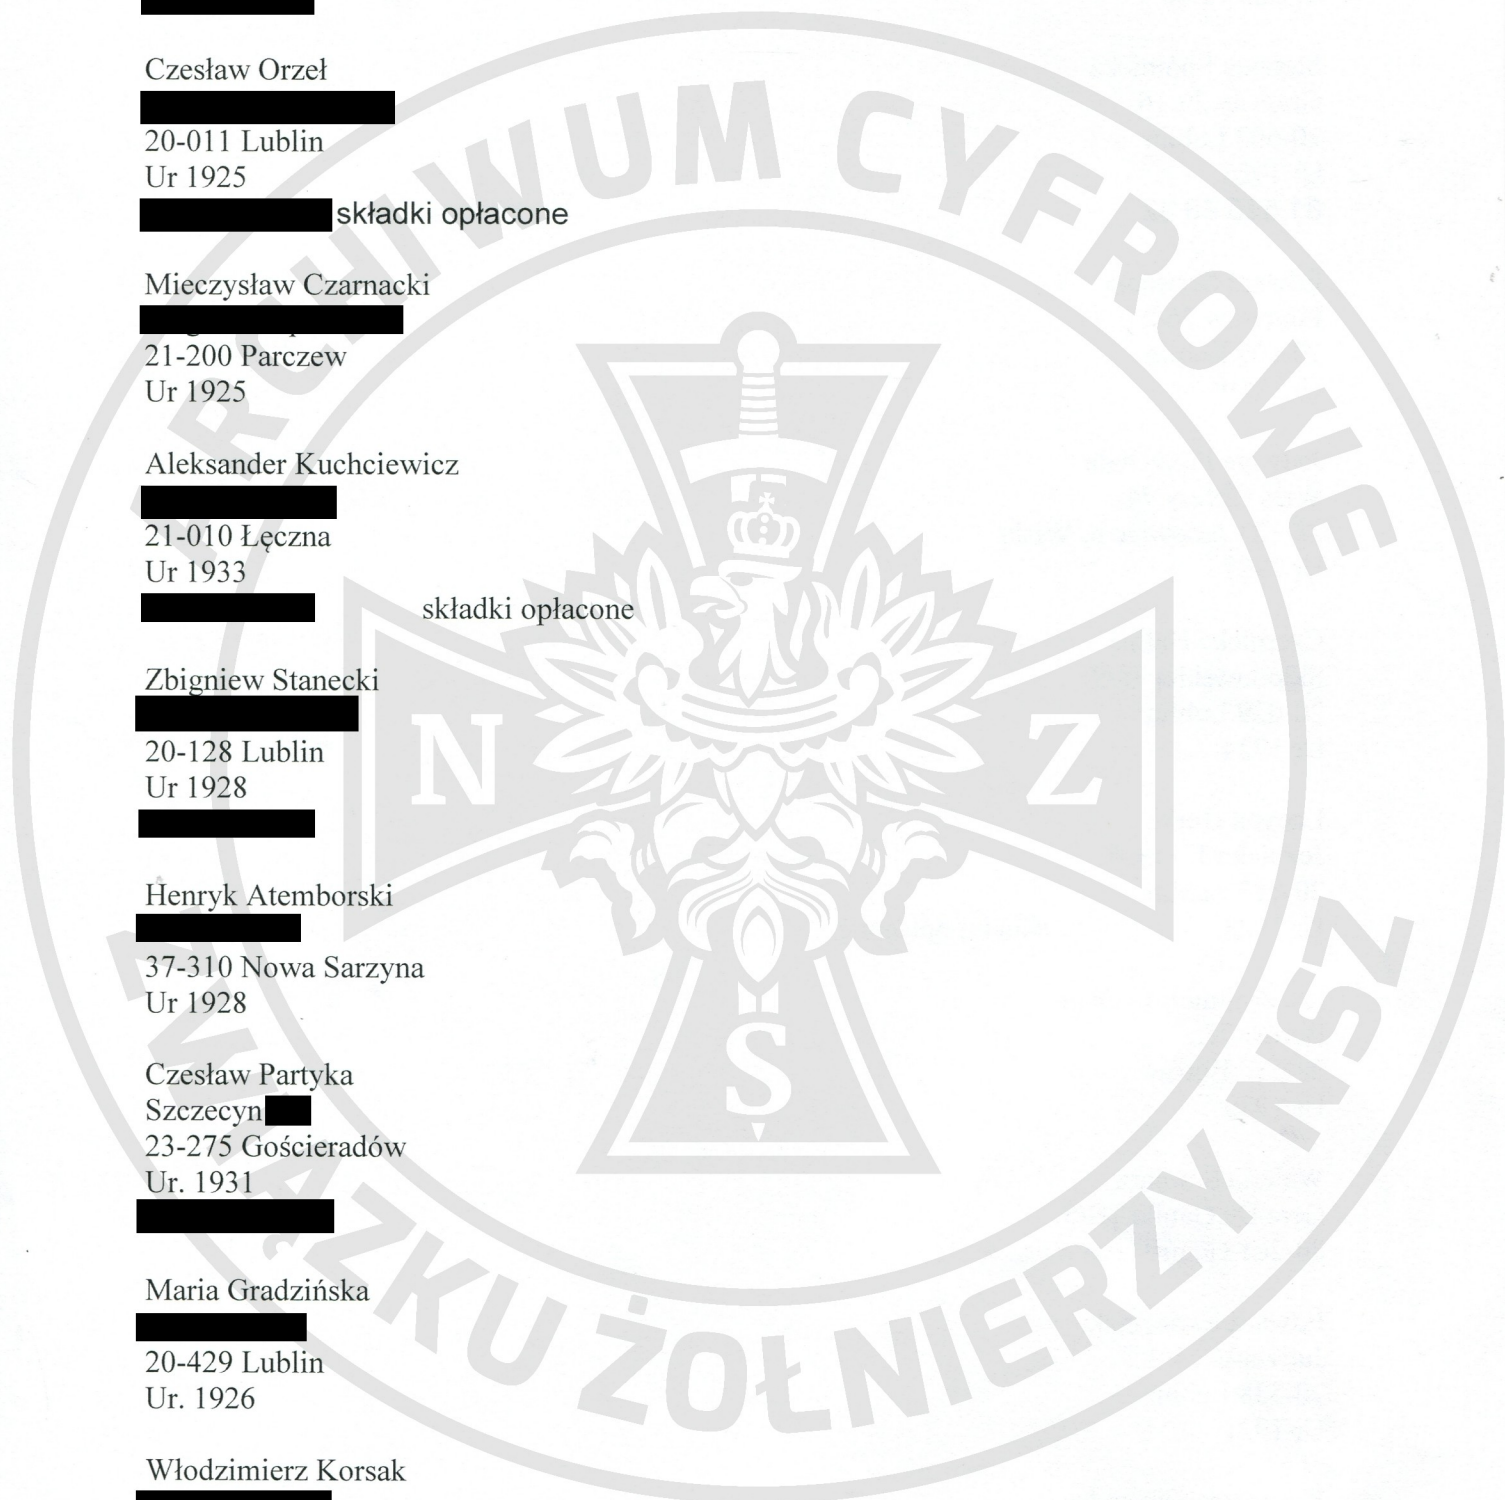 Czesław Orzeł
20-011 Lublin
Ur 1925
składki opłacone
Mieczysław Czarnacki
21-200 Parczew
Ur 1925
Aleksander Kuchciewicz
21-010 Łęczna
Ur 1933
składki opłacone
Zbigniew Stanecki
20-128 Lublin
Ur 1928
Henryk Atemborski
37-310 Nowa Sarzyna
Ur 1928
Czesław Partyka
Szczecyn
23-275 Gościeradów
Ur. 1931
Maria Gradzińska
20-429 Lublin
Ur. 1926
Włodzimierz Korsak
ARCHIWUM CYFROWE
ZWIĄZKU ŻOŁNIERZY NSZ
N Z
S